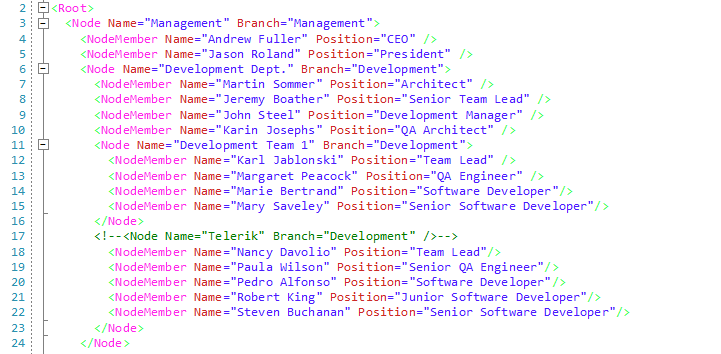 2 <Root>
3 <Node Name="Management" Branch="Management">
4 <NodeMember Name="Andrew Fuller" Position="CEO" />
5 <NodeMember Name="Jason Roland" Position="President" />
6 <Node Name="Development Dept." Branch="Development">
7 <NodeMember Name="Martin Sommer" Position="Architect" />
8 <NodeMember Name="Jeremy Boather" Position="Senior Team Lead" />
9 <NodeMember Name="John Steel" Position="Development Manager" />
10 <NodeMember Name="Karin Josephs" Position="QA Architect" />
11 <Node Name="Development Team 1" Branch="Development">
12 <NodeMember Name="Karl Jablonski" Position="Team Lead" />
13 <NodeMember Name="Margaret Peacock" Position="QA Engineer" />
14 <NodeMember Name="Marie Bertrand" Position="Software Developer"/>
15 <NodeMember Name="Mary Saveley" Position="Senior Software Developer"/>
16 </Node>
17 <!--<Node Name="Telerik" Branch="Development" />-->
18 <NodeMember Name="Nancy Davolio" Position="Team Lead"/>
19 <NodeMember Name="Paula Wilson" Position="Senior QA Engineer"/>
20 <NodeMember Name="Pedro Alfonso" Position="Software Developer"/>
21 <NodeMember Name="Robert King" Position="Junior Software Developer"/>
22 <NodeMember Name="Steven Buchanan" Position="Senior Software Developer"/>
23 </Node>
24 </Node>